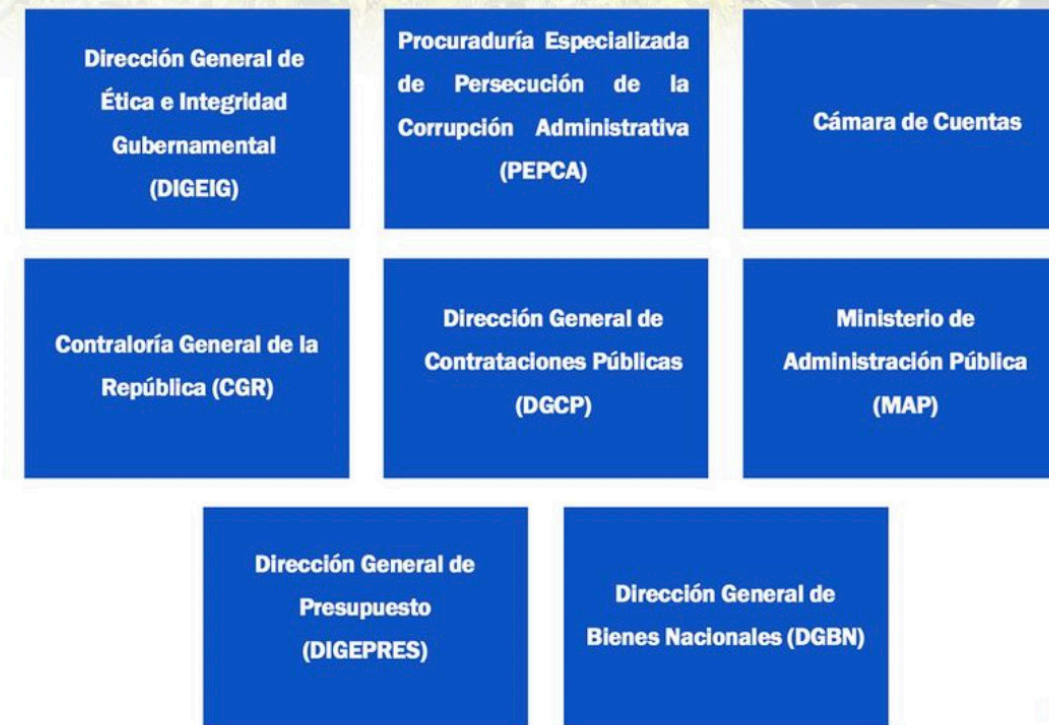 Dirección General de
Ética e Integridad
Gubernamental
(DIGEIG)
Procuraduría Especializada
de Persecución de la
Corrupción Administrativa
(PEPCA)
Cámara de Cuentas
Contraloría General de la
República (CGR)
Dirección General de
Contrataciones Públicas
(DGCP)
Ministerio de
Administración Pública
(MAP)
Dirección General de
Presupuesto
(DIGEPRES)
Dirección General de
Bienes Nacionales (DGBN)